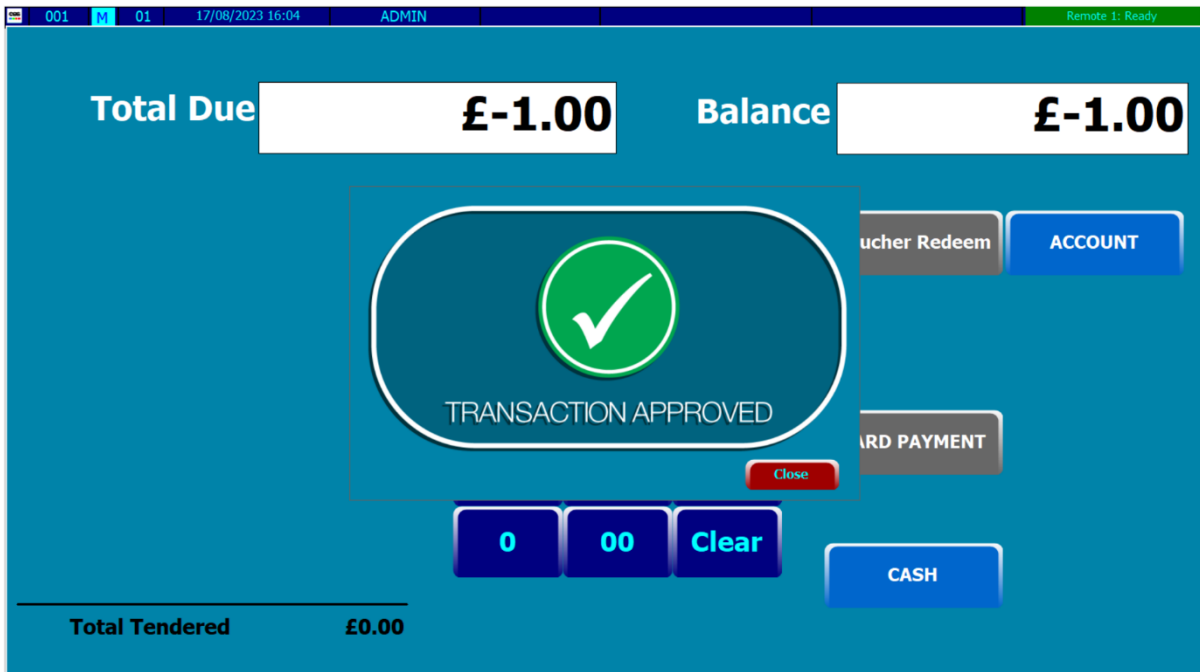 001 M 01 17/08/2023 16:04 ADMIN Remote 1: Ready
Total Due £-1.00 Balance £-1.00
ucher Redeem ACCOUNT
TRANSACTION APPROVED
ARD PAYMENT
Close
0 00 Clear
CASH
Total Tendered £0.00